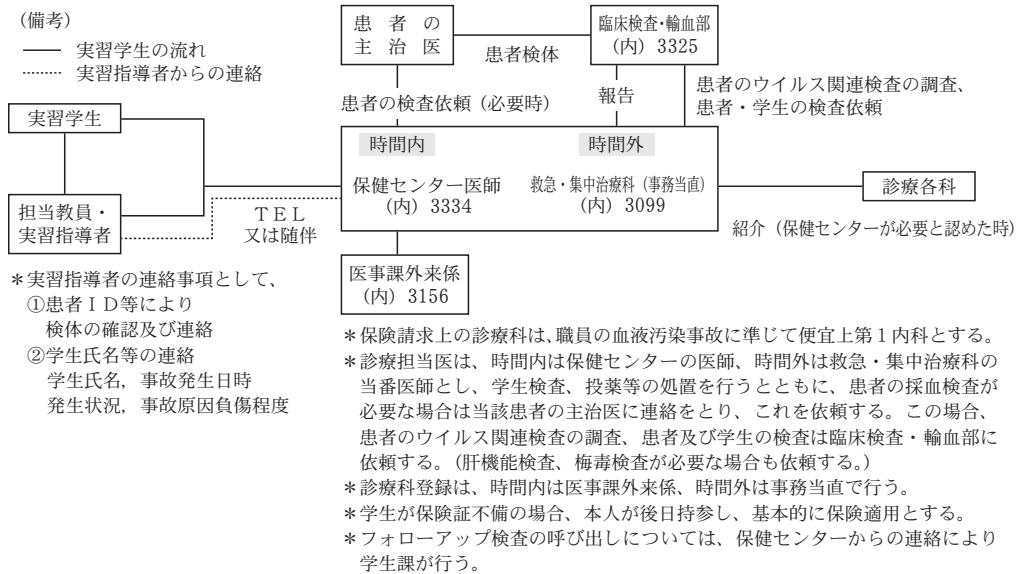 （備考）
実習学生の流れ
実習指導者からの連絡
患者の
主治医
患者検体
臨床検査・輸血部
（内）3325
患者の検査依頼（必要時）
報告
患者のウイルス関連検査の調査、
患者・学生の検査依頼
実習学生
担当教員・
実習指導者
ＴＥＬ
又は随伴
時間内
保健センター医師
（内）3334
時間外
救急・集中治療科（事務当直）
（内）3099
診療各科
紹介（保健センターが必要と認めた時）
医事課外来係
（内）3156
＊実習指導者の連絡事項として、
①患者ＩＤ等により
検体の確認及び連絡
②学生氏名等の連絡
学生氏名，事故発生日時
発生状況，事故原因負傷程度
＊保険請求上の診療科は、職員の血液汚染事故に準じて便宜上第１内科とする。
＊診療担当医は、時間内は保健センターの医師、時間外は救急・集中治療科の
当番医師とし、学生検査、投薬等の処置を行うとともに、患者の採血検査が
必要な場合は当該患者の主治医に連絡をとり、これを依頼する。この場合、
患者のウイルス関連検査の調査、患者及び学生の検査は臨床検査・輸血部に
依頼する。（肝機能検査、梅毒検査が必要な場合も依頼する。）
＊診療科登録は、時間内は医事課外来係、時間外は事務当直で行う。
＊学生が保険証不備の場合、本人が後日持参し、基本的に保険適用とする。
＊フォローアップ検査の呼び出しについては、保健センターからの連絡により
学生課が行う。